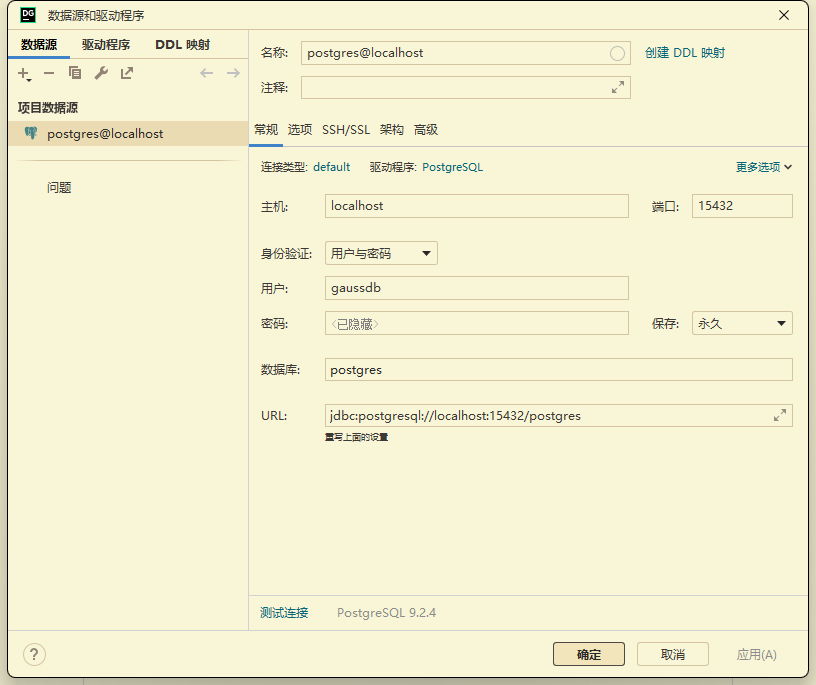 DG 数据源和驱动程序
数据源 驱动程序 DDL 映射
项目数据源
postgres@localhost
问题
名称: postgres@localhost 创建 DDL 映射
注释:
常规 选项 SSH/SSL 架构 高级
连接类型: default 驱动程序: PostgreSQL 更多选项
主机: localhost 端口: 15432
身份验证: 用户与密码
用户: gaussdb
密码: <已隐藏> 保存: 永久
数据库: postgres
URL: jdbc:postgresql://localhost:15432/postgres
重写上面的设置
测试连接 PostgreSQL 9.2.4
? 确定 取消 应用(A)